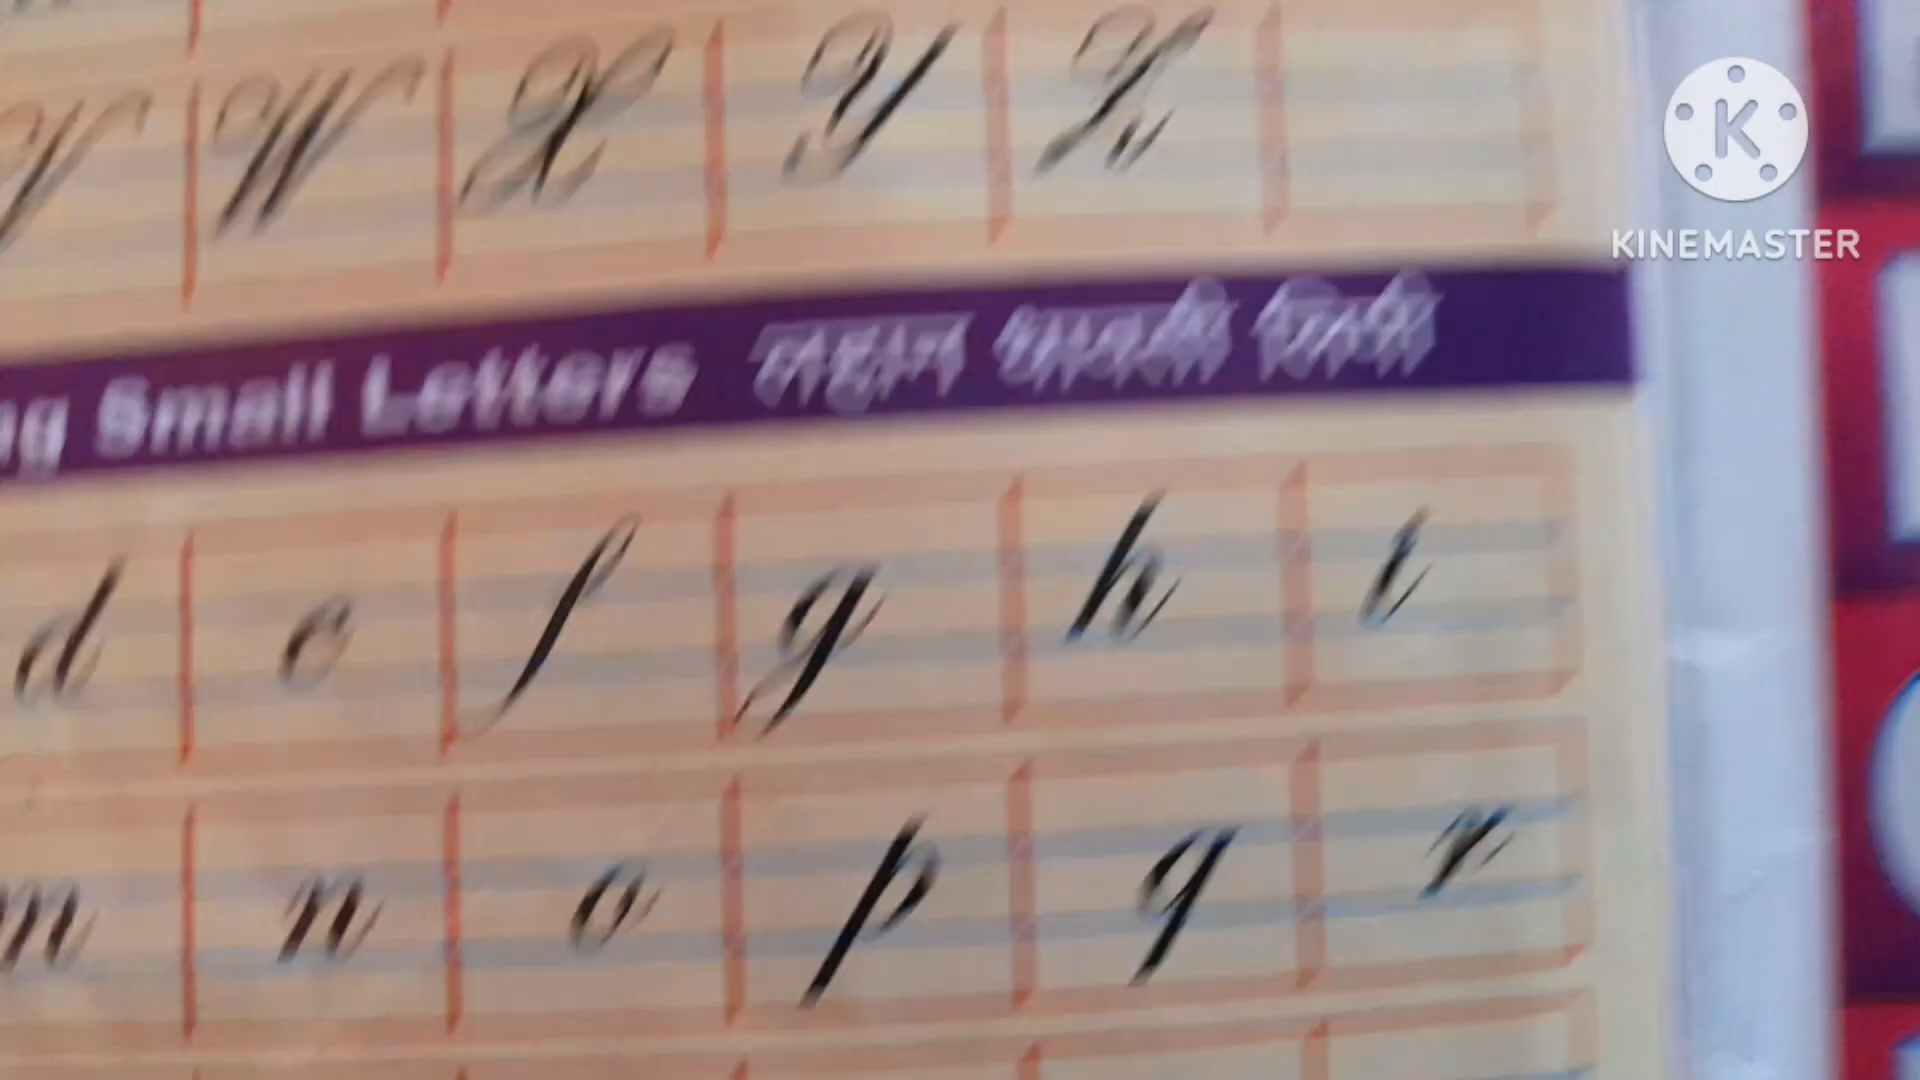 V W X Y Z
KINEMASTER
Small Letters
d e f g h i
m n o p q r